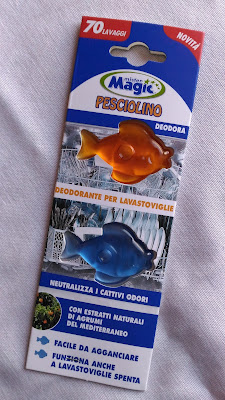 70 LAVAGGI
NOVITÀ
mister
Magic
PESCIOLINO
DEODORA
DEODORANTE PER LAVASTOVIGLIE
NEUTRALIZZA I CATTIVI ODORI
CON ESTRATTI NATURALI
DI AGRUMI
DEL MEDITERRANEO
FACILE DA AGGANCIARE
FUNZIONA ANCHE
A LAVASTOVIGLIE SPENTA